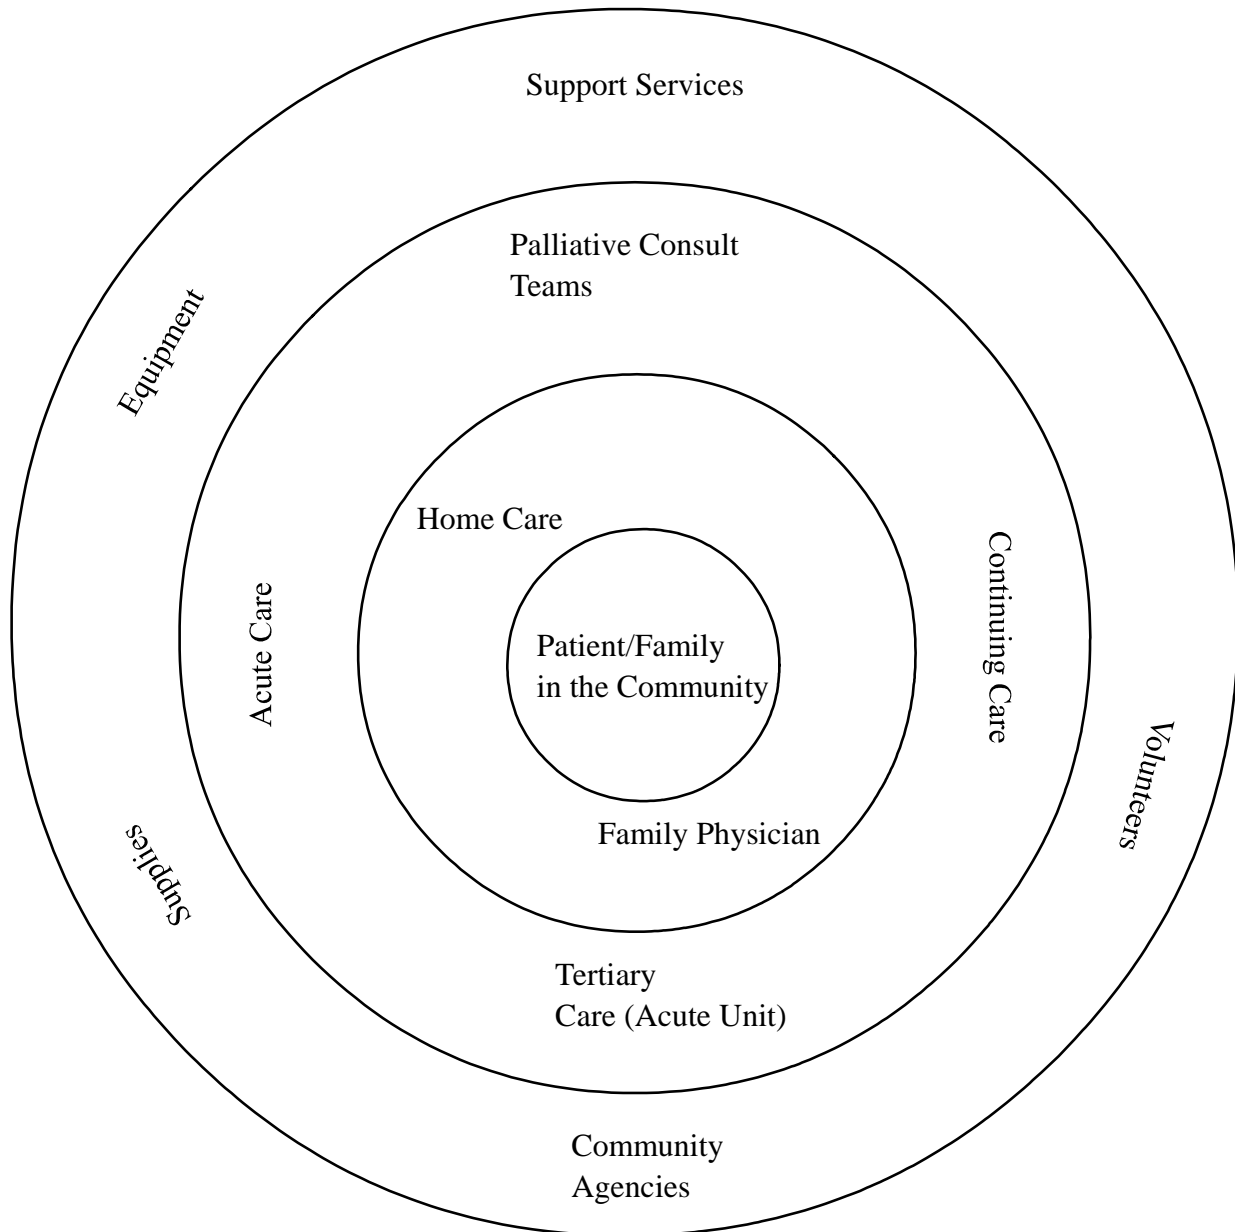 Support Services
Palliative Consult
Teams
Equipment
Home Care
Acute Care
Continuing Care
Patient/Family
in the Community
Volunteers
Family Physician
Supplies
Tertiary
Care (Acute Unit)
Community
Agencies